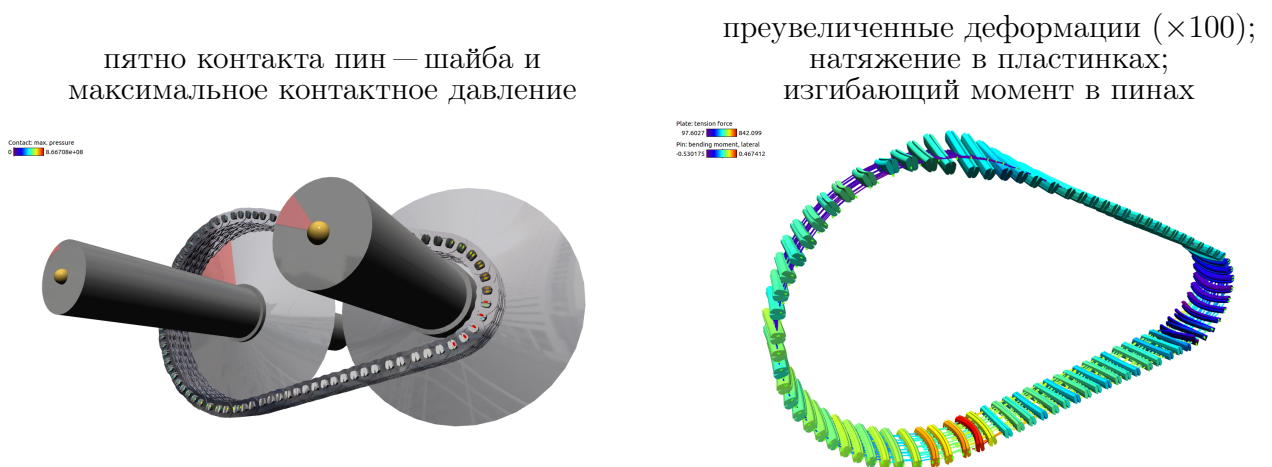 пятно контакта пин — шайба и
максимальное контактное давление
Contact: max. pressure
0 8.66708e+08
преувеличенные деформации (×100);
натяжение в пластинках;
изгибающий момент в пинах
Plate: tension force
97.6027 842.099
Pin: bending moment, lateral
-0.530175 0.467412